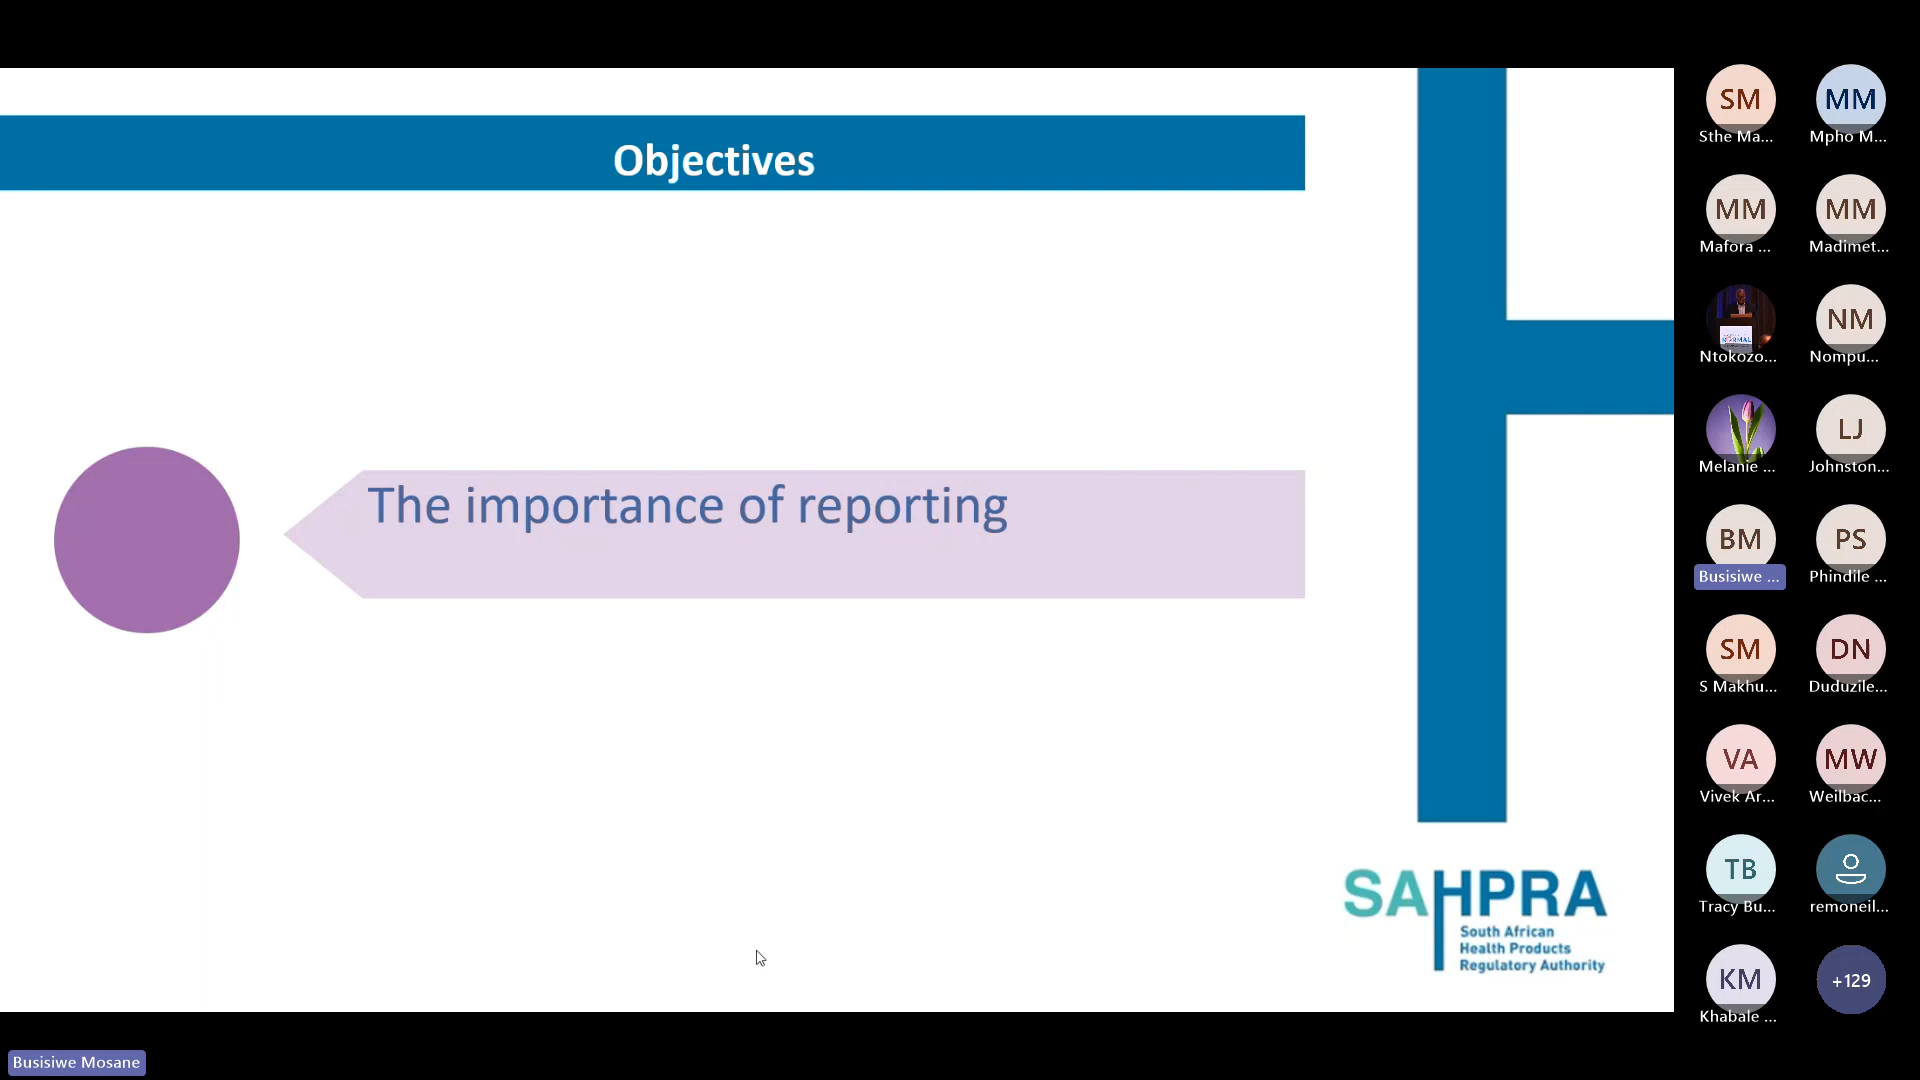 Objectives
The importance of reporting
SAHPRA
South African
Health Products
Regulatory Authority
SM
Sthe Ma...
MM
Mpho M...
MM
Mafora ...
MM
Madimet...
Ntokozo...
NM
Nompu...
Melanie ...
LJ
Johnston...
BM
Busisiwe ...
PS
Phindile ...
SM
S Makhu...
DN
Duduzile...
VA
Vivek Ar...
MW
Weilbac...
TB
Tracy Bu...
remoneil...
KM
Khabale ...
+129
Busisiwe Mosane